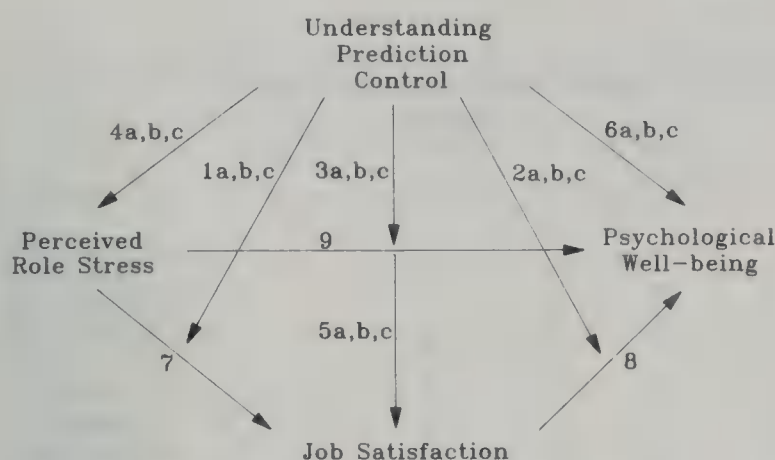 Understanding
Prediction
Control
4a,b,c
6a,b,c
1a,b,c
3a,b,c
2a,b,c
Perceived
Role Stress
9
Psychological
Well-being
5a,b,c
7
8
Job Satisfaction